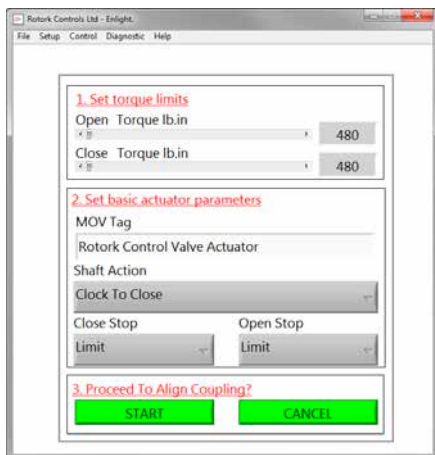 Rotork Controls Ltd - Enlight.
File Setup Control Diagnostic Help
1. Set torque limits
Open Torque lb.in
480
Close Torque lb.in
480
2. Set basic actuator parameters
MOV Tag
Rotork Control Valve Actuator
Shaft Action
Clock To Close
Close Stop Open Stop
Limit Limit
3. Proceed To Align Coupling?
START CANCEL